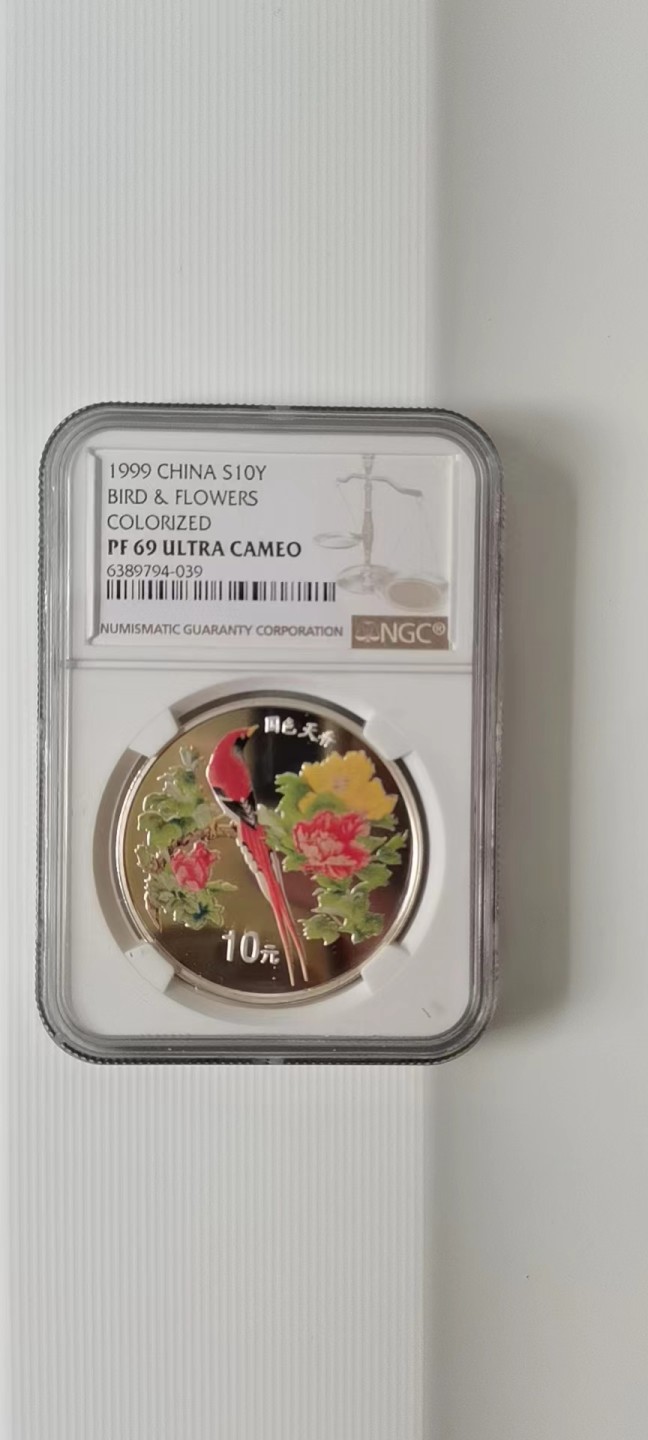 1999 CHINA S10Y
BIRD & FLOWERS
COLORIZED
PF 69 ULTRA CAMEO
6389794-039
NUMISMATIC GUARANTY CORPORATION
NGC®
国色天香
10元